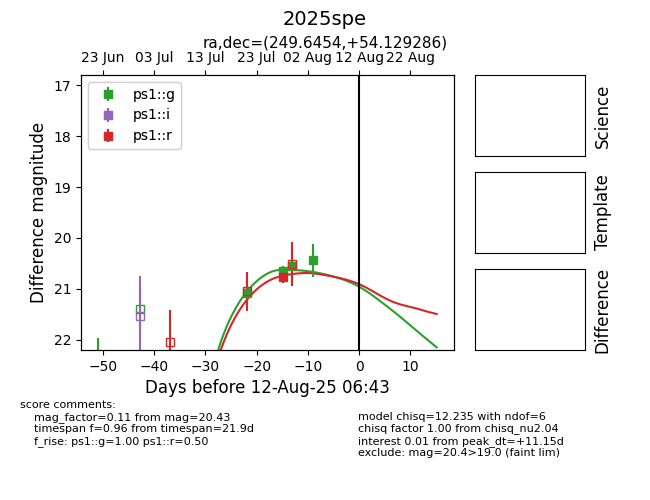 2025spe
ra,dec=(249.6454,+54.129286)
23 Jun 03 Jul 13 Jul 23 Jul 02 Aug 12 Aug 22 Aug
17
18
19
20
21
22
Difference magnitude
ps1::g
ps1::i
ps1::r
−50 −40 −30 −20 −10 0 10
Days before 12-Aug-25 06:43
Science
Template
Difference
score comments:
mag_factor=0.11 from mag=20.43
timespan f=0.96 from timespan=21.9d
f_rise: ps1::g=1.00 ps1::r=0.50
model chisq=12.235 with ndof=6
chisq factor 1.00 from chisq_nu2.04
interest 0.01 from peak_dt=+11.15d
exclude: mag=20.4>19.0 (faint lim)